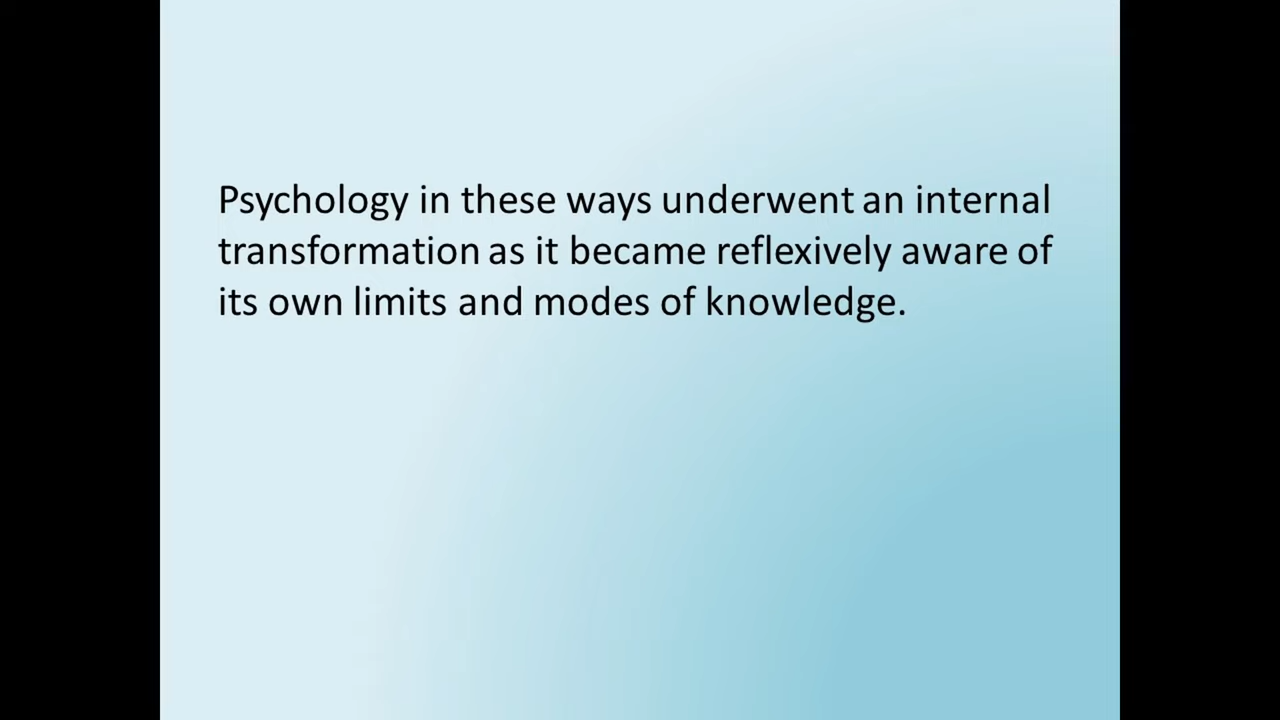 Psychology in these ways underwent an internal
transformation as it became reflexively aware of
its own limits and modes of knowledge.